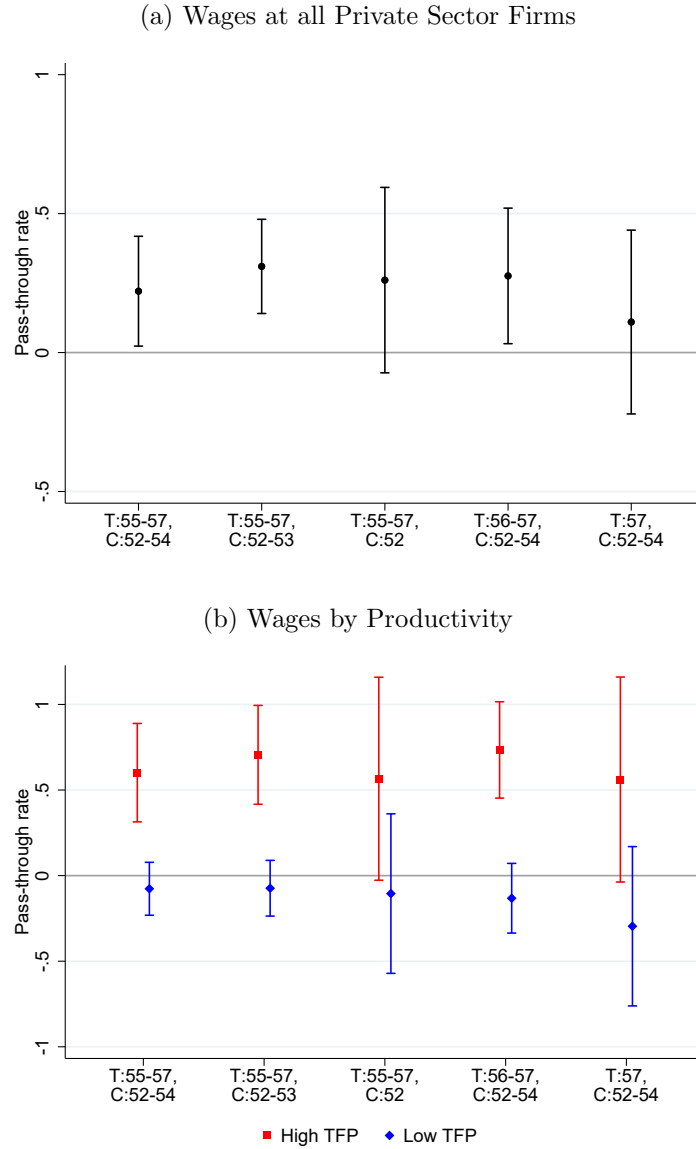 (a) Wages at all Private Sector Firms
Pass-through rate
1
.5
0
-.5
T:55-57, T:55-57, T:55-57, T:56-57, T:57,
C:52-54 C:52-53 C:52 C:52-54 C:52-54
(b) Wages by Productivity
Pass-through rate
1
.5
0
-.5
-1
T:55-57, T:55-57, T:55-57, T:56-57, T:57,
C:52-54 C:52-53 C:52 C:52-54 C:52-54
High TFP Low TFP